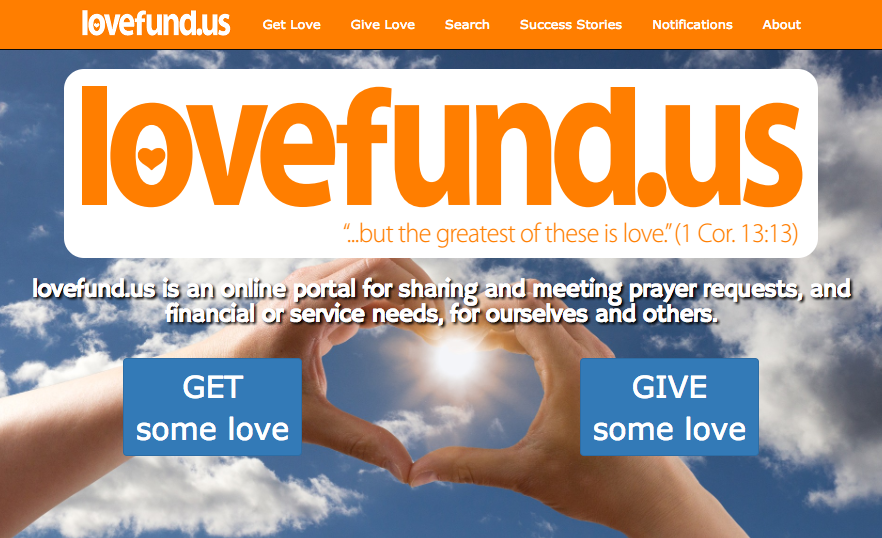 lovefund.us Get Love Give Love Search Success Stories Notifications About
lovefund.us
“...but the greatest of these is love.” (1 Cor. 13:13)
lovefund.us is an online portal for sharing and meeting prayer requests, and
financial or service needs, for ourselves and others.
GET
some love
GIVE
some love